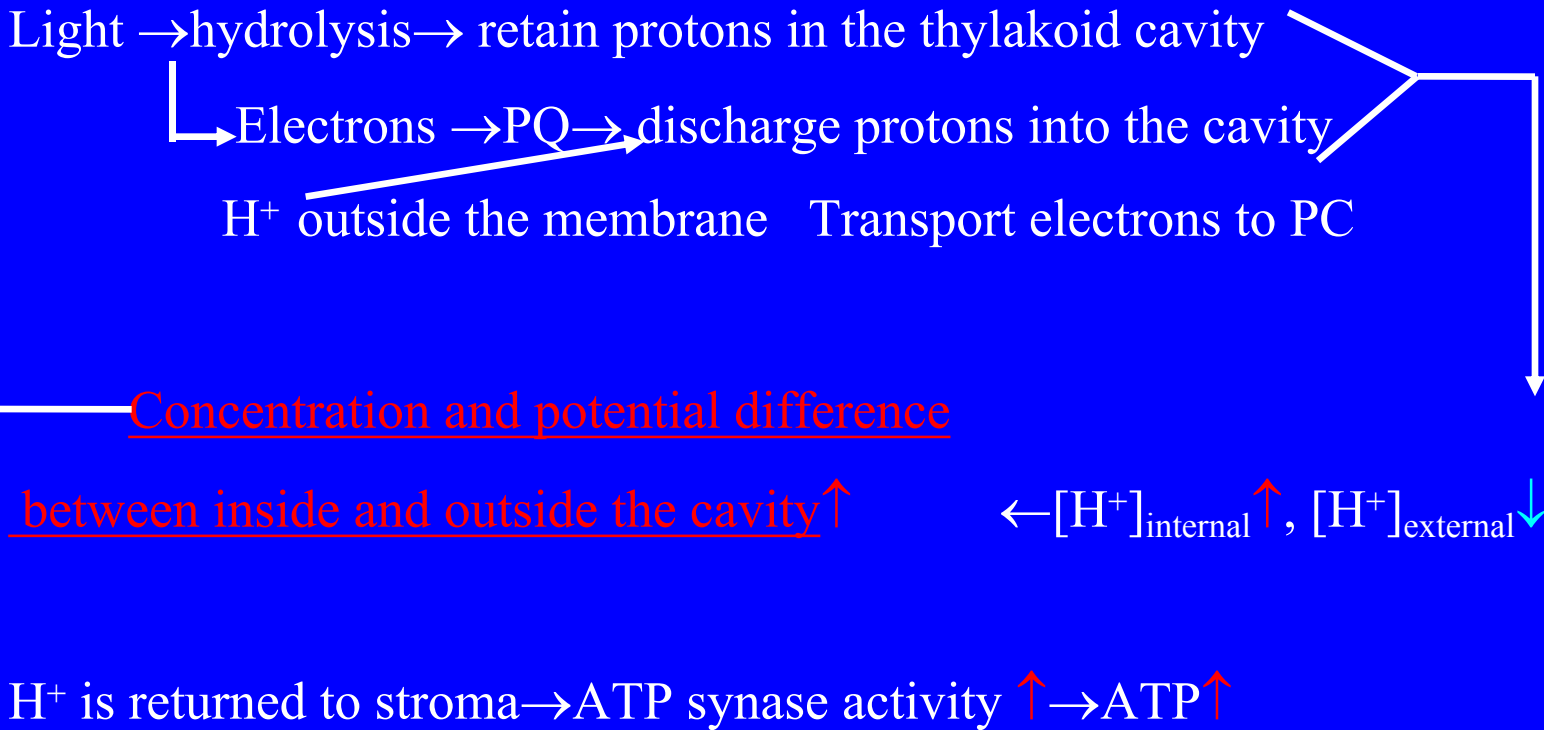 Light →hydrolysis→ retain protons in the thylakoid cavity
Electrons →PQ→ discharge protons into the cavity
H⁺ outside the membrane Transport electrons to PC
Concentration and potential difference
between inside and outside the cavity↑ ←[H⁺]internal↑, [H⁺]external↓
H⁺ is returned to stroma→ATP synase activity ↑→ATP↑